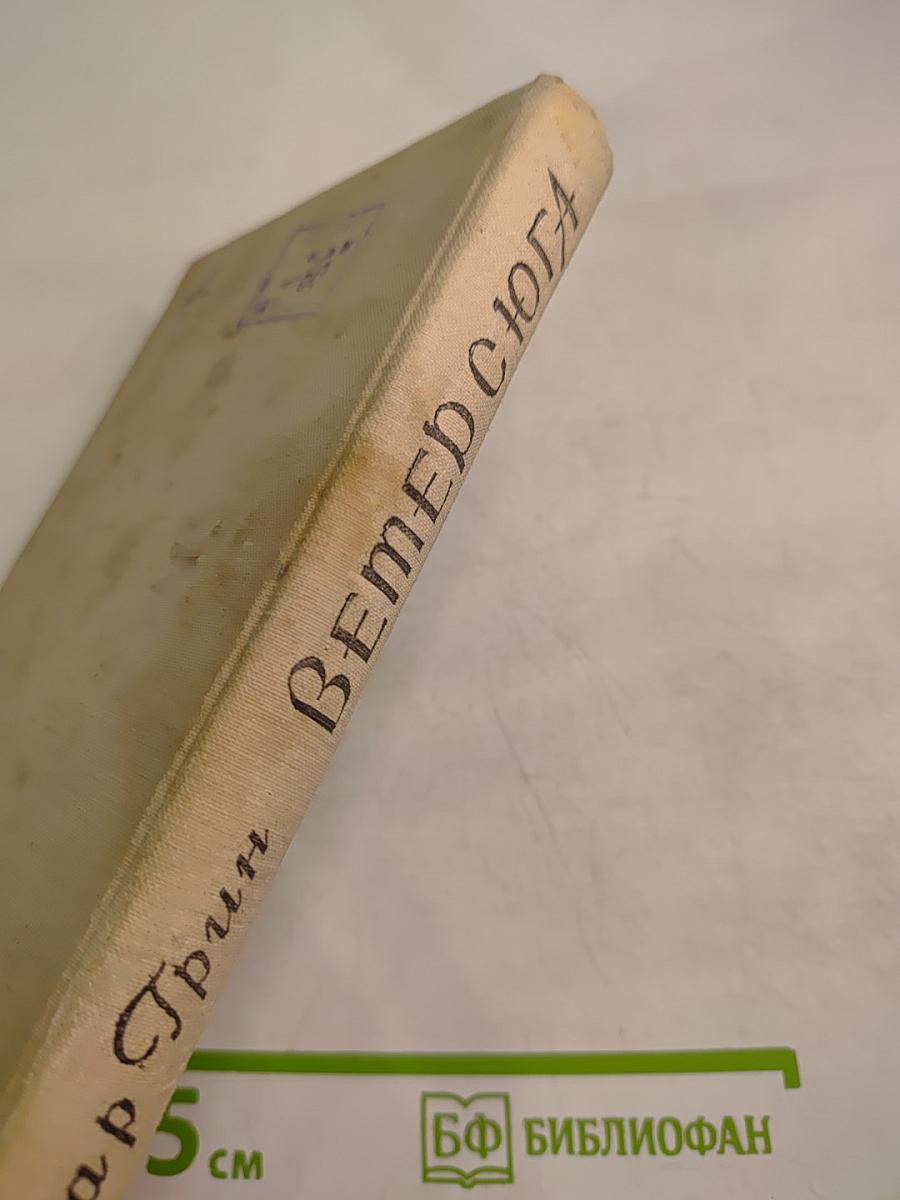 ар Грин
ВЕТЕР С ЮГА
5 см
БФ БИБЛИОФАН